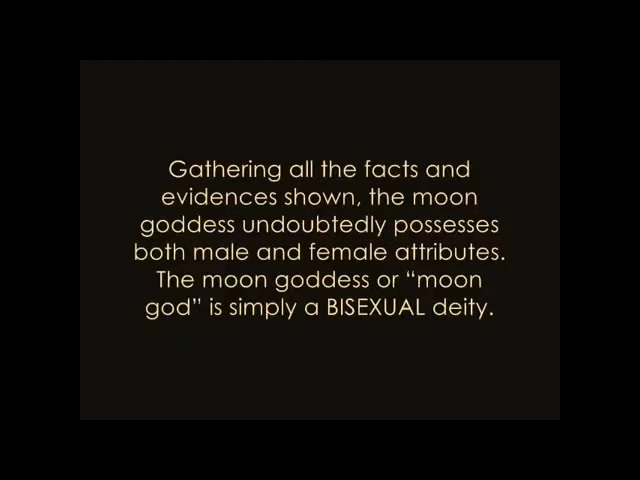 Gathering all the facts and
evidences shown, the moon
goddess undoubtedly possesses
both male and female attributes.
The moon goddess or “moon
god” is simply a BISEXUAL deity.